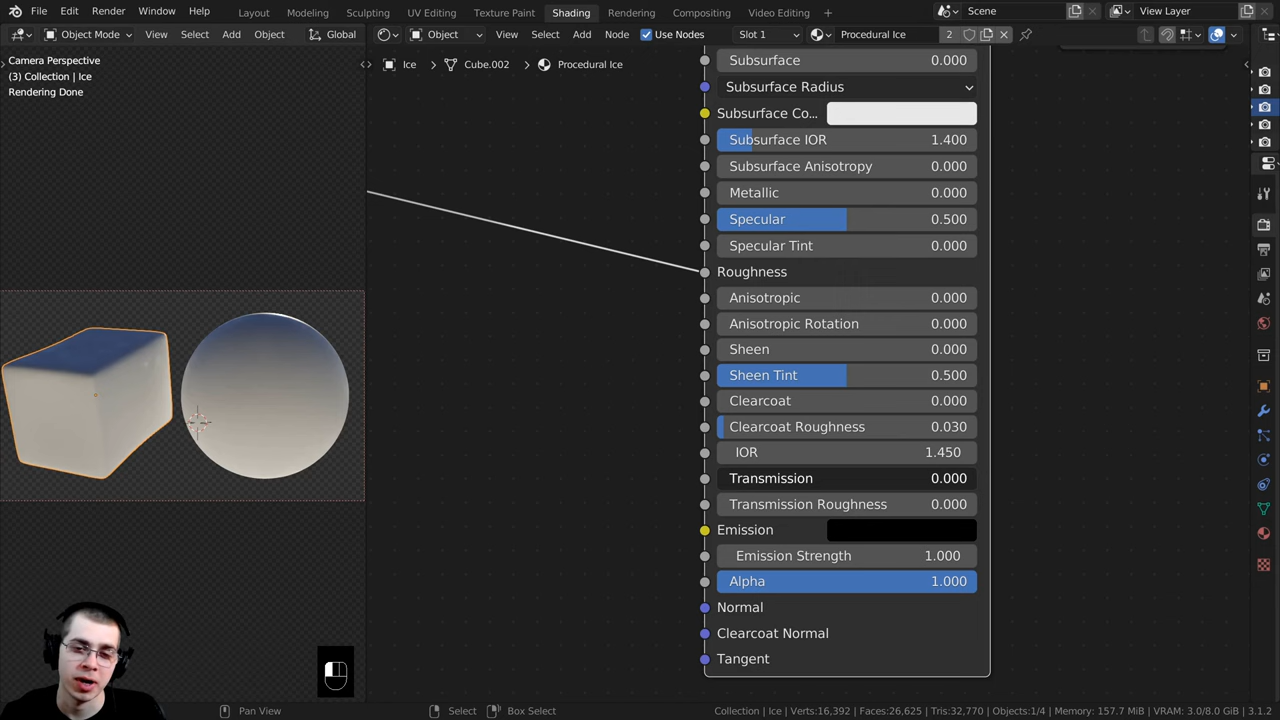 File Edit Render Window Help Layout Modeling Sculpting UV Editing Texture Paint Shading Rendering Compositing Video Editing Scene View Layer
Object Mode View Select Add Object Global Object View Select Add Node Use Nodes Slot 1 Procedural Ice 2
Camera Perspective
(3) Collection | Ice
Rendering Done
Ice Cube.002 Procedural Ice
Subsurface 0.000
Subsurface Radius
Subsurface Co...
Subsurface IOR 1.400
Subsurface Anisotropy 0.000
Metallic 0.000
Specular 0.500
Specular Tint 0.000
Roughness
Anisotropic 0.000
Anisotropic Rotation 0.000
Sheen 0.000
Sheen Tint 0.500
Clearcoat 0.000
Clearcoat Roughness 0.030
IOR 1.450
Transmission 0.000
Transmission Roughness 0.000
Emission
Emission Strength 1.000
Alpha 1.000
Normal
Clearcoat Normal
Tangent
Pan View Select Box Select Collection | Ice | Verts:16,392 | Faces:26,625 | Tris:32,770 | Objects:1/4 | Memory: 157.7 MiB | VRAM: 3.0/8.0 GiB | 3.1.2